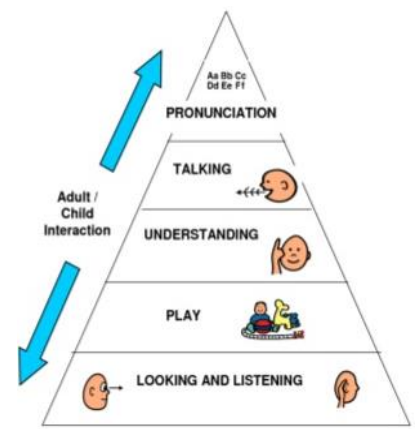 Aa Bb Cc
Dd Ee Ff
PRONUNCIATION
TALKING
Adult /
Child
Interaction
UNDERSTANDING
PLAY
LOOKING AND LISTENING